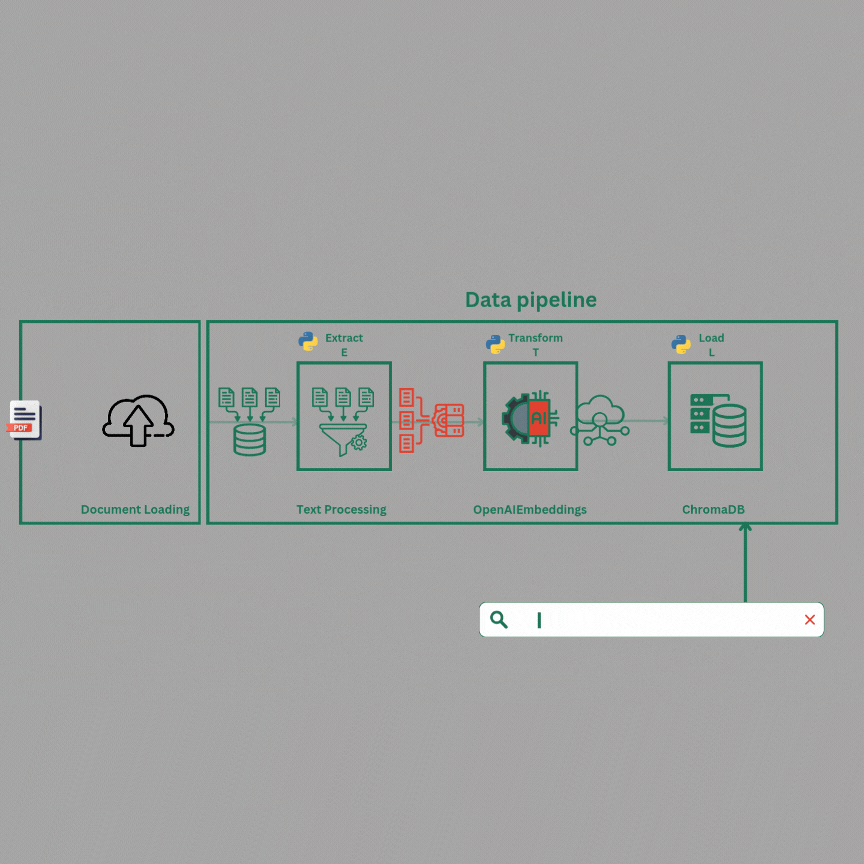 Data pipeline
Extract
E
Transform
T
Load
L
PDF
AI
Document Loading
Text Processing
OpenAIEmbeddings
ChromaDB